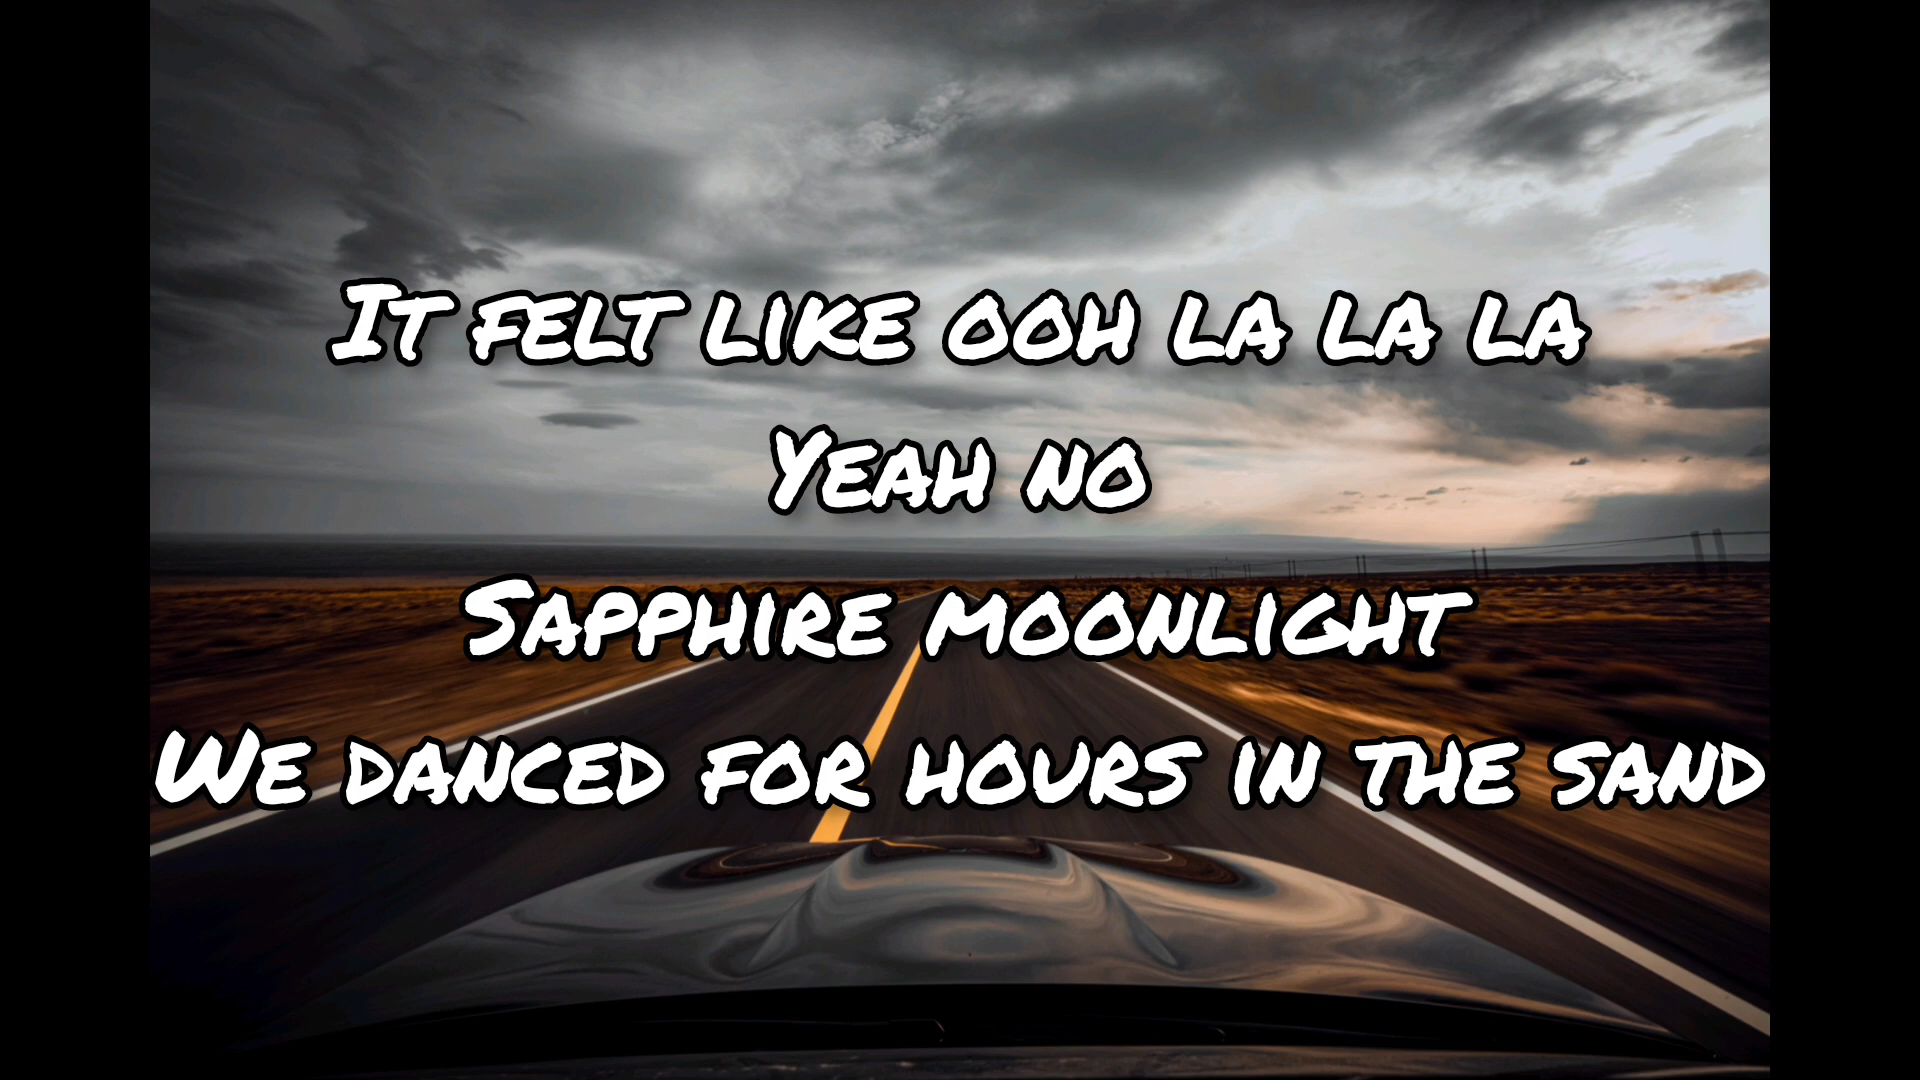 It felt like ooh la la la
Yeah no
Sapphire moonlight
We danced for hours in the sand